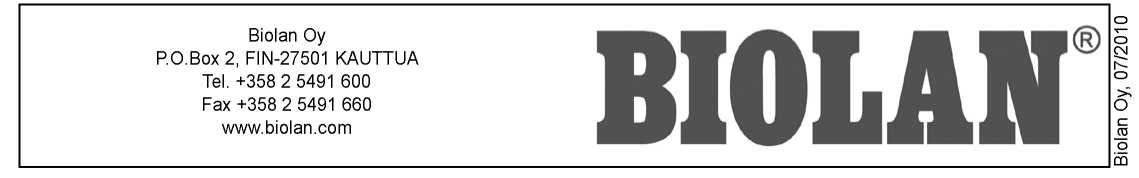 Biolan Oy
P.O.Box 2, FIN-27501 KAUTTUA
Tel. +358 2 5491 600
Fax +358 2 5491 660
www.biolan.com
BIOLAN®
Biolan Oy, 07/2010